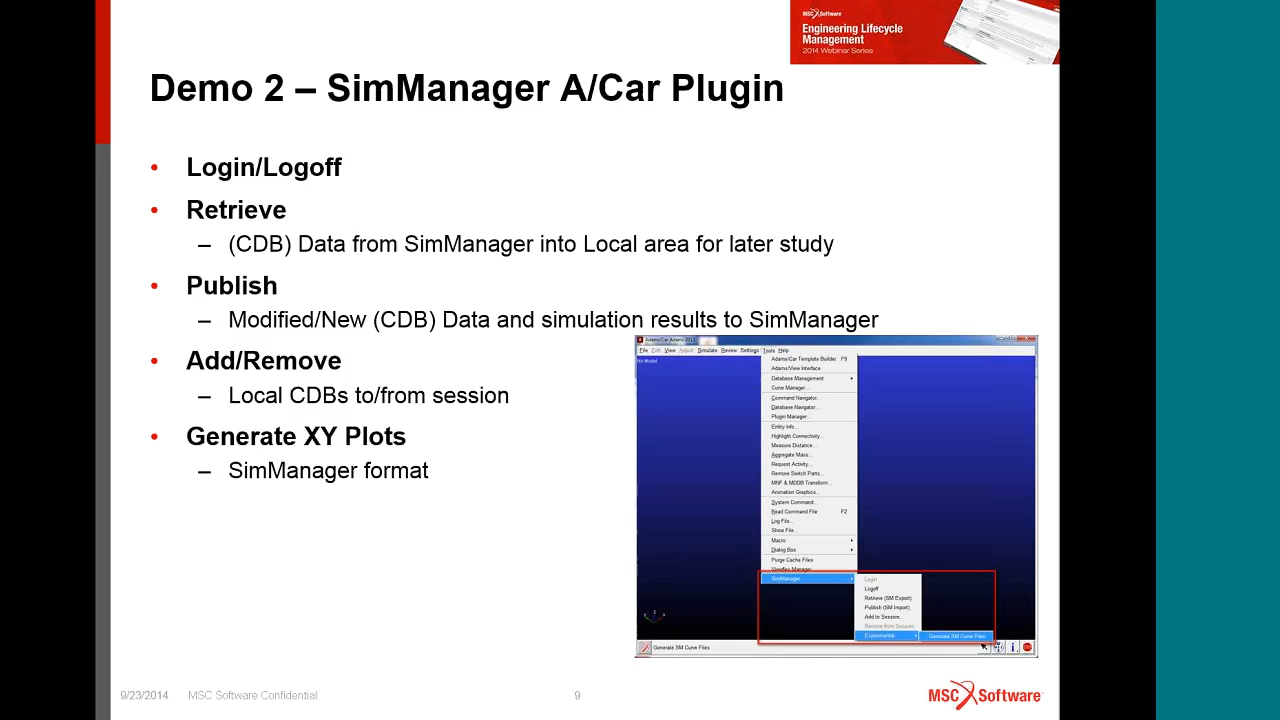 MSC Software
Engineering Lifecycle
Management
2014 Webinar Series
Demo 2 – SimManager A/Car Plugin
• Login/Logoff
• Retrieve
– (CDB) Data from SimManager into Local area for later study
• Publish
– Modified/New (CDB) Data and simulation results to SimManager
• Add/Remove
– Local CDBs to/from session
• Generate XY Plots
– SimManager format
Adams/Car Adams 2013
File Edit View Adjust Simulate Review Settings Tools Help
No Model
Adams/Car Template Builder F9
Adams/View Interface
Database Management
Curve Manager...
Command Navigator...
Database Navigator...
Plugin Manager...
Entity Info...
Highlight Connectivity...
Measure Distance...
Aggregate Mass...
Request Activity...
Remove Switch Parts...
MNF & MDDB Transform...
Animation Graphics...
System Command...
Read Command File F2
Log File...
Show File...
Macro
Dialog Box
Purge Cache Files
Viewflex Manager
SimManager
Login
Logoff
Retrieve (SM Export)
Publish (SM Import)
Add to Session...
Remove from Session
Experimental
Generate SM Curve Files
Generate SM Curve Files
9/23/2014 MSC Software Confidential 9
MSC Software